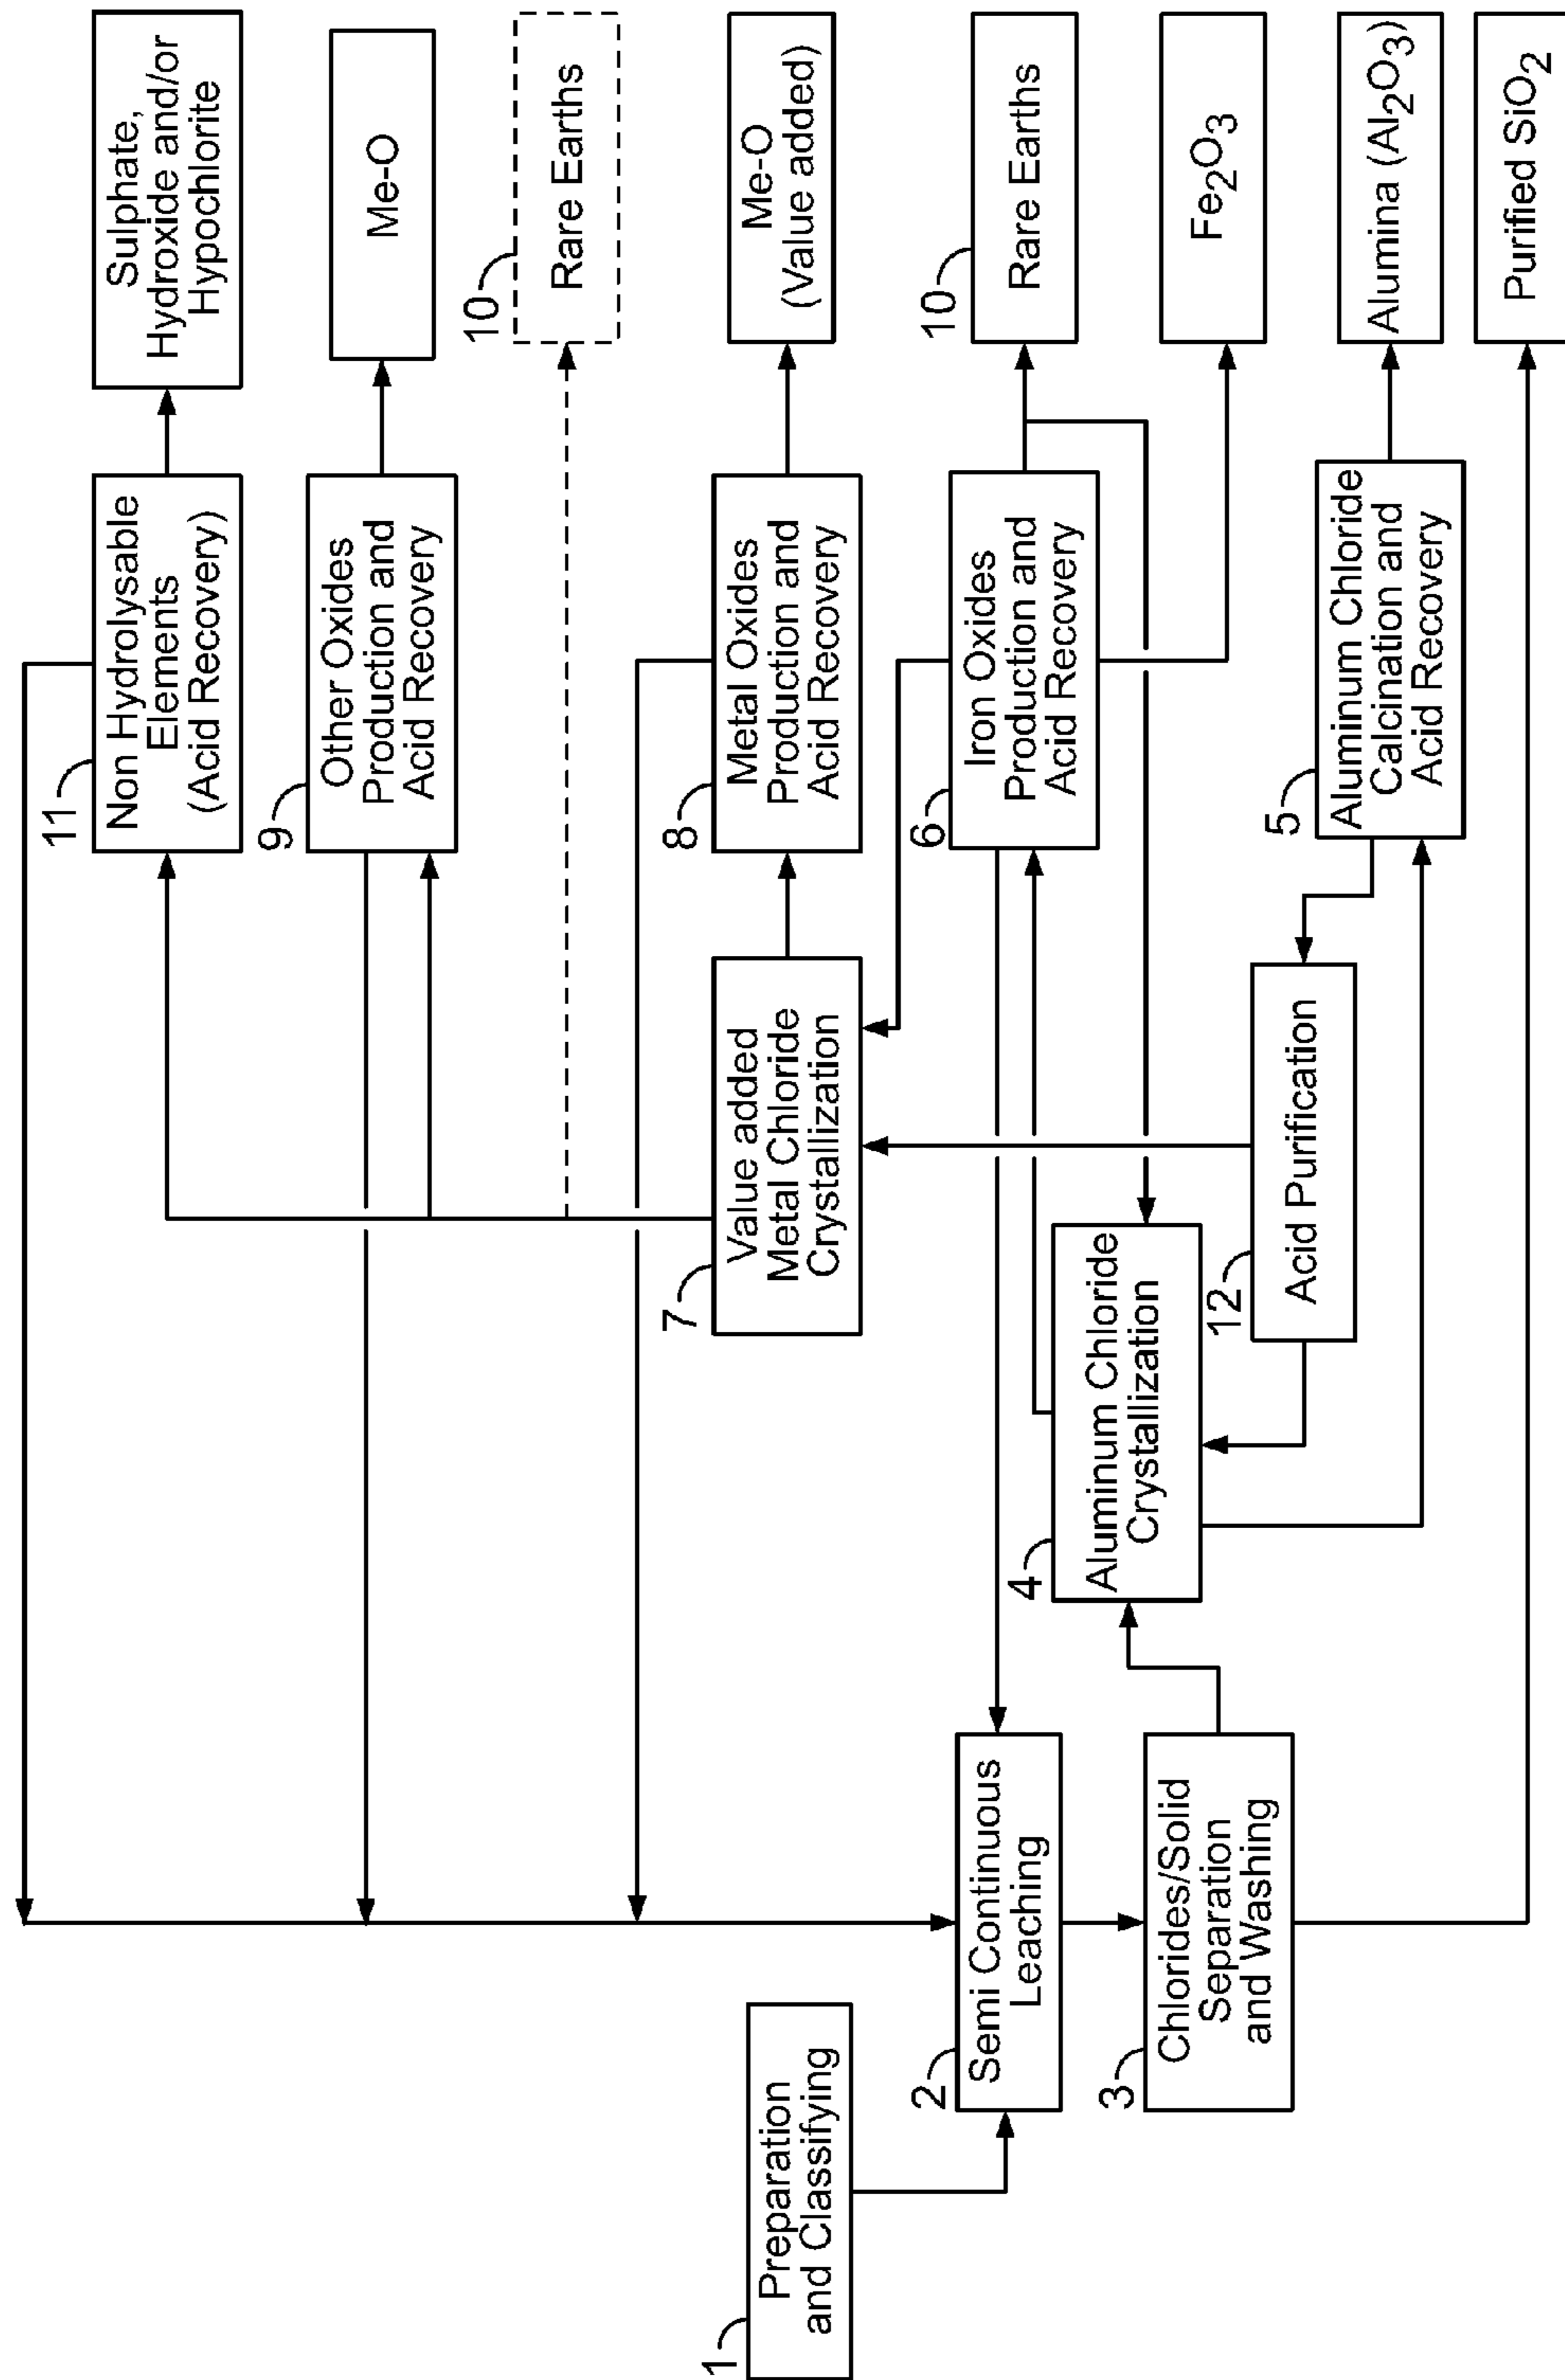 11
Non Hydrolysable
Elements
(Acid Recovery)
Sulphate,
Hydroxide and/or
Hypochlorite
9
Other Oxides
Production and
Acid Recovery
Me-O
10
Rare Earths
7
Value added
Metal Chloride
Crystallization
8
Metal Oxides
Production and
Acid Recovery
Me-O
(Value added)
1
Preparation
and Classifying
2
Semi Continuous
Leaching
6
Iron Oxides
Production and
Acid Recovery
10
Rare Earths
3
Chlorides/Solid
Separation
and Washing
4
Aluminum Chloride
Crystallization
Fe2O3
12
Acid Purification
5
Aluminum Chloride
Calcination and
Acid Recovery
Alumina (Al2O3)
Purified SiO2